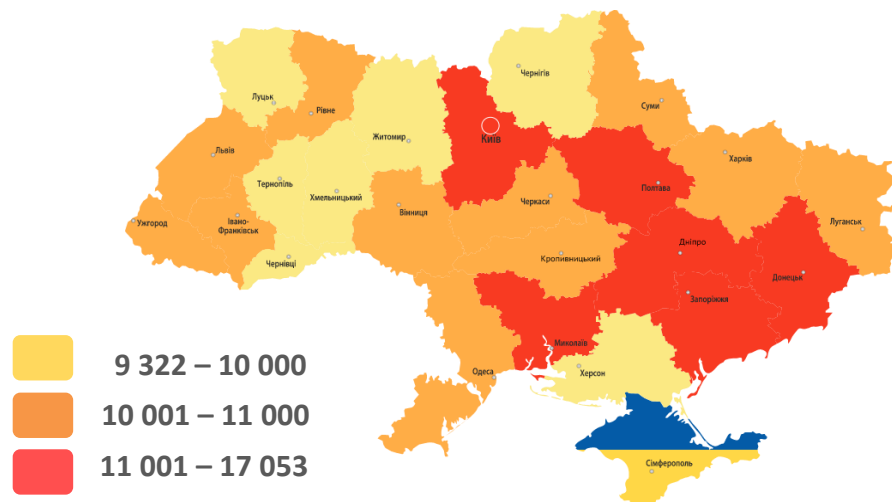 Чернігів
Луцьк
Рівне
Суми
Житомир
Київ
Львів
Харків
Тернопіль
Хмельницький
Полтава
Черкаси
Вінниця
Ужгород
Івано-
Франківськ
Луганськ
Дніпро
Кропивницький
Чернівці
Донецьк
Запоріжжя
Миколаїв
9 322 – 10 000
Одеса
Херсон
10 001 – 11 000
11 001 – 17 053
Сімферополь